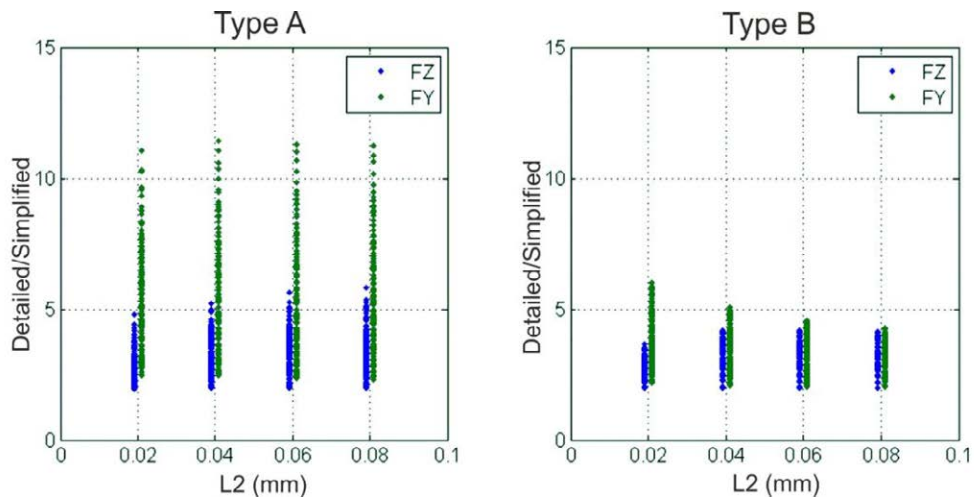 Type A
15
FZ
FY
10
5
0
Detailed/Simplified
0 0.02 0.04 0.06 0.08 0.1
L2 (mm)
Type B
15
FZ
FY
10
5
0
Detailed/Simplified
0 0.02 0.04 0.06 0.08 0.1
L2 (mm)